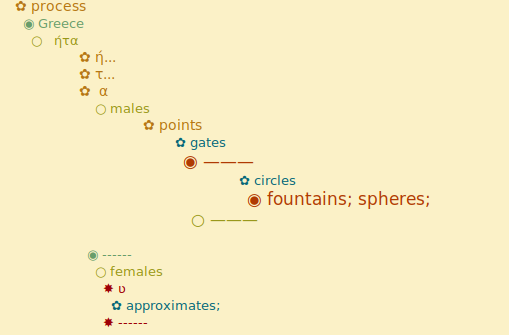 ✿ process
◉ Greece
○ ήτα
✿ ή...
✿ τ...
✿ α
○ males
✿ points
✿ gates
◉ ———
✿ circles
◉ fountains; spheres;
○ ———
◉ ------
○ females
✸ υ
✿ approximates;
✸ ------